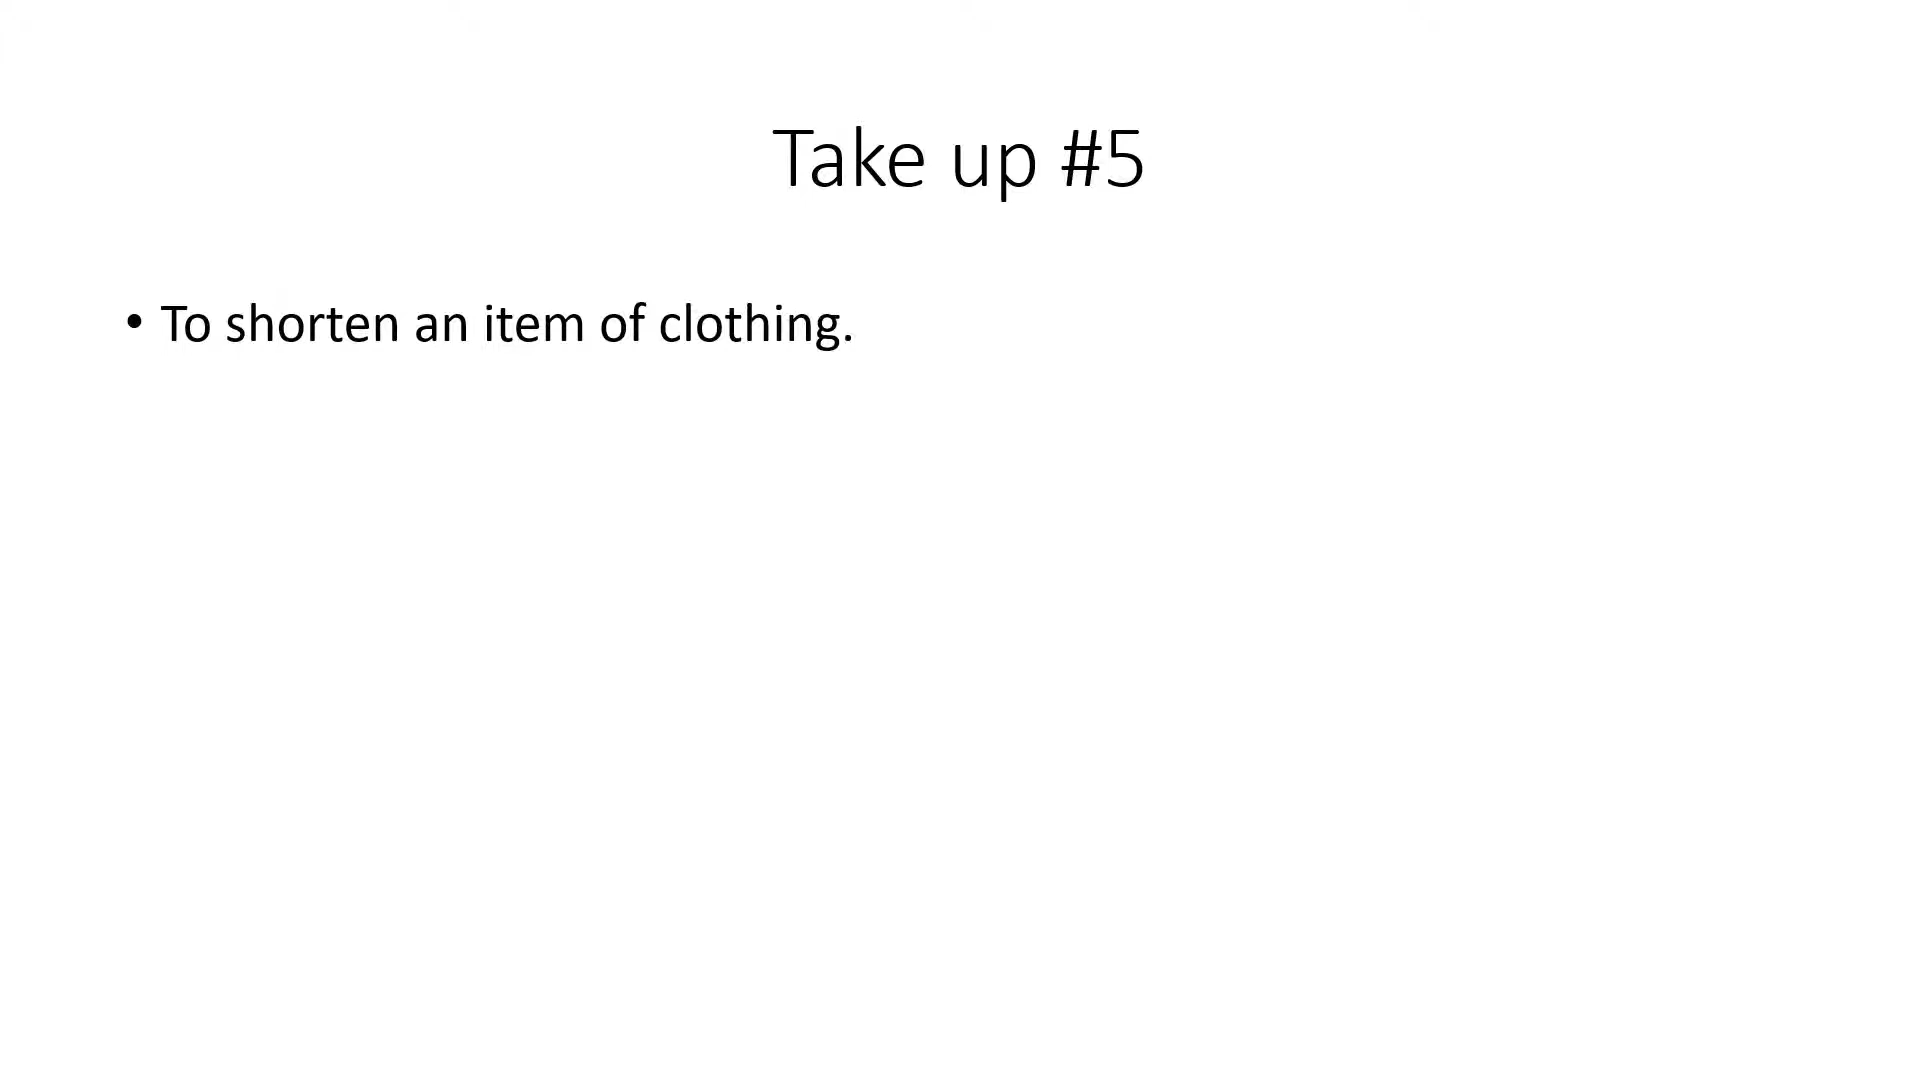 Take up #5
• To shorten an item of clothing.